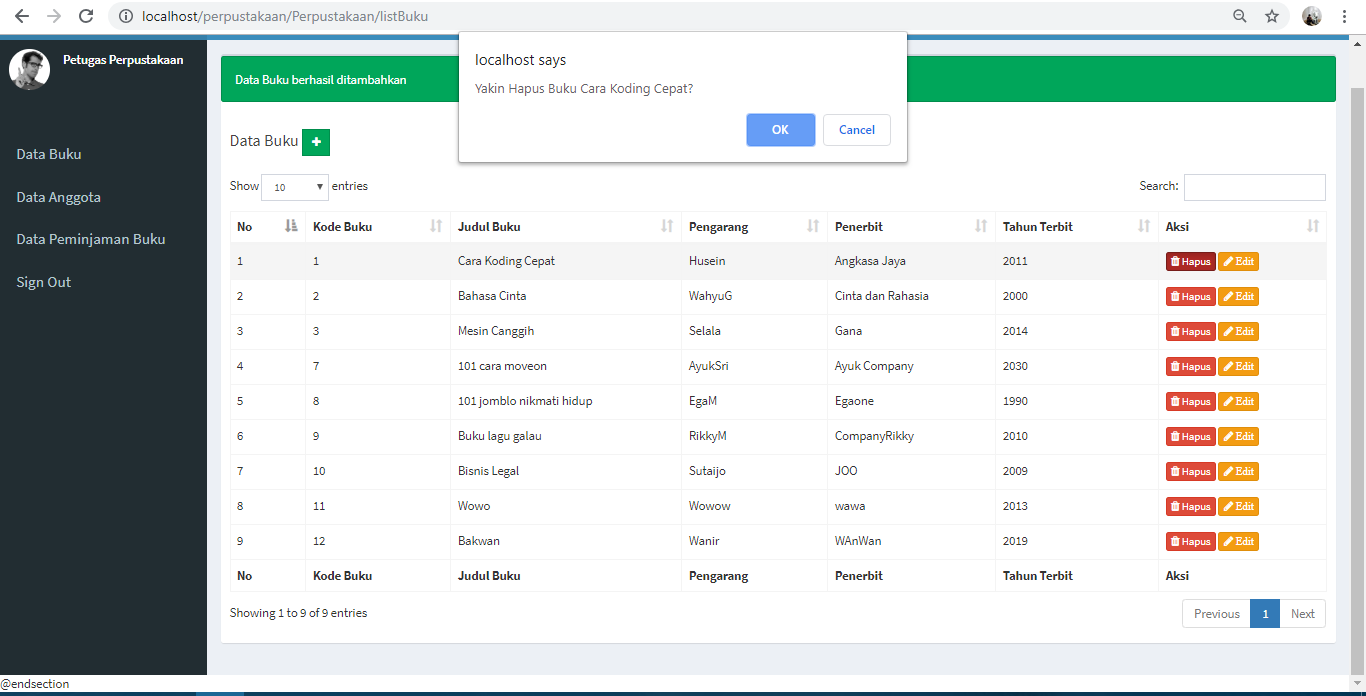 localhost/perpustakaan/Perpustakaan/listBuku
localhost says
Yakin Hapus Buku Cara Koding Cepat?
OK Cancel
Petugas Perpustakaan
Data Buku
Data Anggota
Data Peminjaman Buku
Sign Out
Data Buku berhasil ditambahkan
Data Buku +
Show 10 entries Search:
No Kode Buku Judul Buku Pengarang Penerbit Tahun Terbit Aksi
1 1 Cara Koding Cepat Husein Angkasa Jaya 2011 Hapus Edit
2 2 Bahasa Cinta WahyuG Cinta dan Rahasia 2000 Hapus Edit
3 3 Mesin Canggih Selala Gana 2014 Hapus Edit
4 7 101 cara moveon AyukSri Ayuk Company 2030 Hapus Edit
5 8 101 jomblo nikmati hidup EgaM Egaone 1990 Hapus Edit
6 9 Buku lagu galau RikkyM CompanyRikky 2010 Hapus Edit
7 10 Bisnis Legal Sutaijo JOO 2009 Hapus Edit
8 11 Wowo Wowow wawa 2013 Hapus Edit
9 12 Bakwan Wanir WAnWan 2019 Hapus Edit
No Kode Buku Judul Buku Pengarang Penerbit Tahun Terbit Aksi
Showing 1 to 9 of 9 entries Previous 1 Next
@endsection